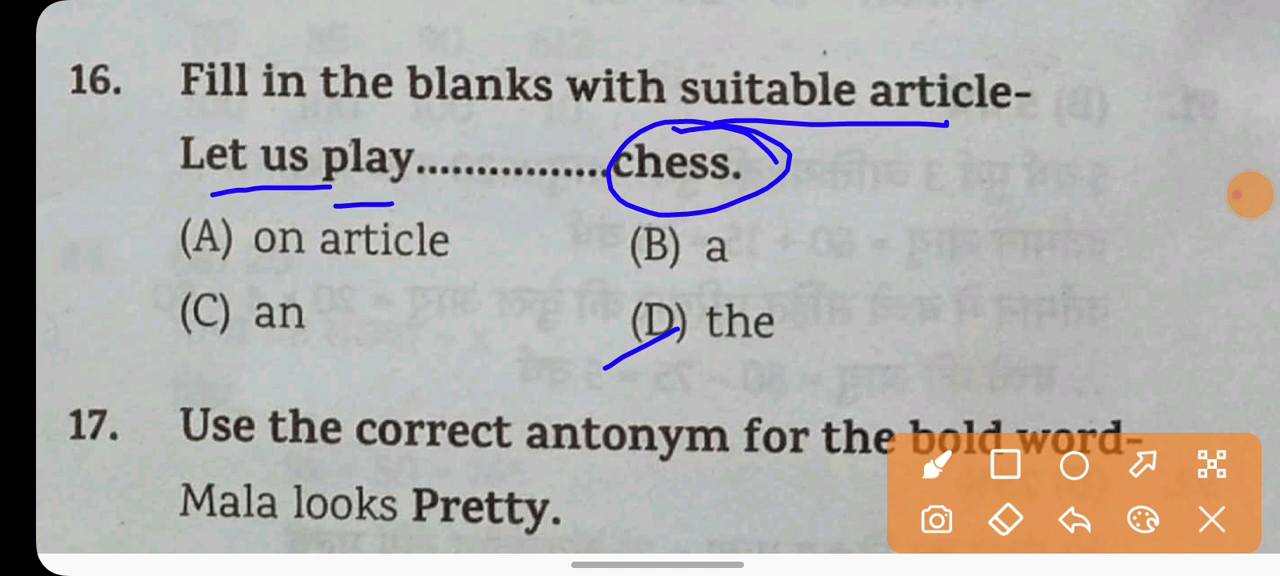 16. Fill in the blanks with suitable article-
Let us play................chess.
(A) on article (B) a
(C) an (D) the
17. Use the correct antonym for the bold word-
Mala looks Pretty.